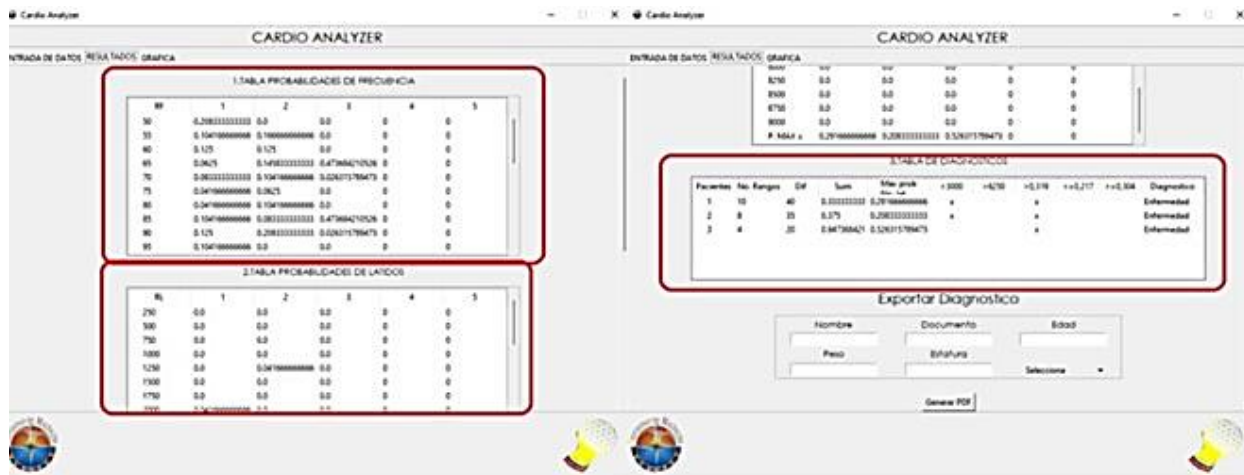 Cardio Analyzer
CARDIO ANALYZER
ENTRADA DE DATOS RESULTADOS GRAFICA
1.TABLA PROBABILIDADES DE FRECUENCIA
RF 1 2 3 4 5
50 0.208333333333 0.0 0.0 0 0
55 0.104166666666 0.166666666666 0.0 0 0
60 0.125 0.125 0.0 0 0
65 0.0625 0.145833333333 0.473684210526 0 0
70 0.083333333333 0.104166666666 0.026315789473 0 0
75 0.041666666666 0.0625 0.0 0 0
80 0.041666666666 0.104166666666 0.0 0 0
85 0.104166666666 0.083333333333 0.473684210526 0 0
90 0.125 0.208333333333 0.026315789473 0 0
95 0.104166666666 0.0 0.0 0 0
2.TABLA PROBABILIDADES DE LATIDOS
RL 1 2 3 4 5
250 0.0 0.0 0.0 0 0
500 0.0 0.0 0.0 0 0
750 0.0 0.0 0.0 0 0
1000 0.0 0.0 0.0 0 0
1250 0.0 0.041666666666 0.0 0 0
1500 0.0 0.0 0.0 0 0
1750 0.0 0.0 0.0 0 0
Cardio Analyzer
CARDIO ANALYZER
ENTRADA DE DATOS RESULTADOS GRAFICA
8250 0.0 0.0 0.0 0 0
8500 0.0 0.0 0.0 0 0
8750 0.0 0.0 0.0 0 0
9000 0.0 0.0 0.0 0 0
0.291666666666 0.208333333333 0.526315789473 0 0
3.TABLA DE DIAGNOSTICOS
Pacientes No. Rangos Dif Sum Max prob <3000 >6250 >0,319 Diagnostico
1 10 40 0.333333333 0.291666666666 x x Enfermedad
2 8 35 0.375 0.208333333333 x x Enfermedad
3 4 20 0.947368421 0.526315789473 x Enfermedad
Exportar Diagnostico
Nombre Documento Edad
Peso Estatura
Selecciona
Generar PDF